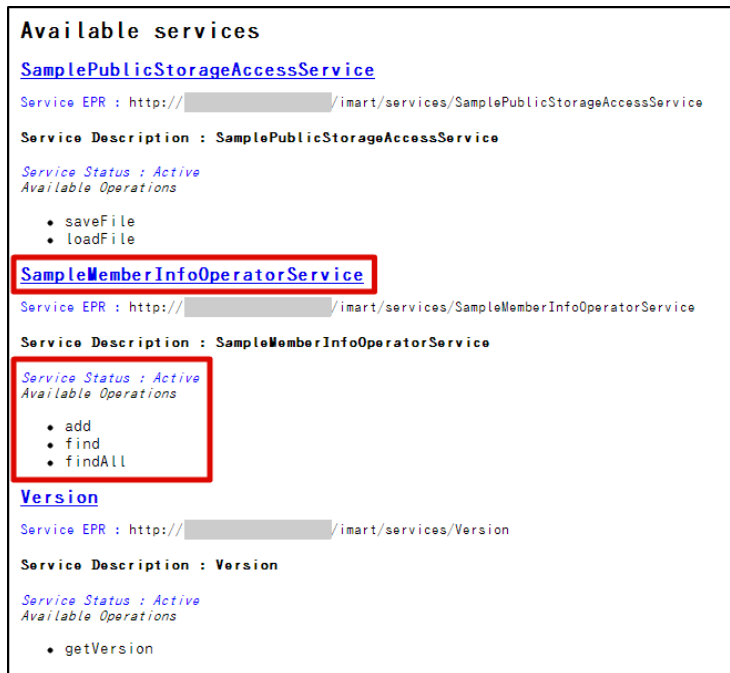 Available services
SamplePublicStorageAccessService
Service EPR : http:// /imart/services/SamplePublicStorageAccessService
Service Description : SamplePublicStorageAccessService
Service Status : Active
Available Operations
• saveFile
• loadFile
SampleMemberInfoOperatorService
Service EPR : http:// /imart/services/SampleMemberInfoOperatorService
Service Description : SampleMemberInfoOperatorService
Service Status : Active
Available Operations
• add
• find
• findAll
Version
Service EPR : http:// /imart/services/Version
Service Description : Version
Service Status : Active
Available Operations
• getVersion